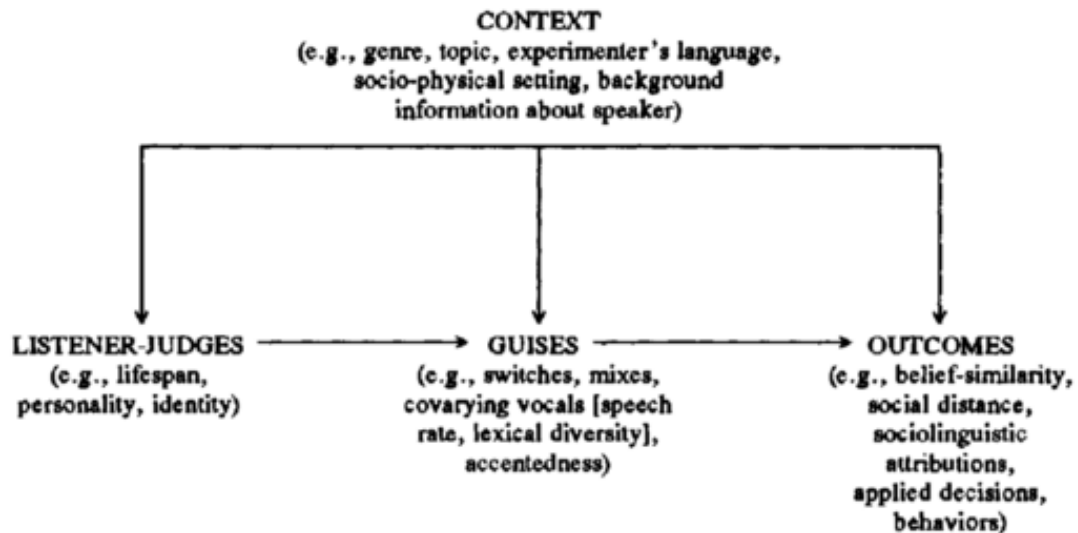 CONTEXT
(e.g., genre, topic, experimenter's language,
socio-physical setting, background
information about speaker)
LISTENER-JUDGES
(e.g., lifespan,
personality, identity)
GUISES
(e.g., switches, mixes,
covarying vocals [speech
rate, lexical diversity],
accentedness)
OUTCOMES
(e.g., belief-similarity,
social distance,
sociolinguistic
attributions,
applied decisions,
behaviors)